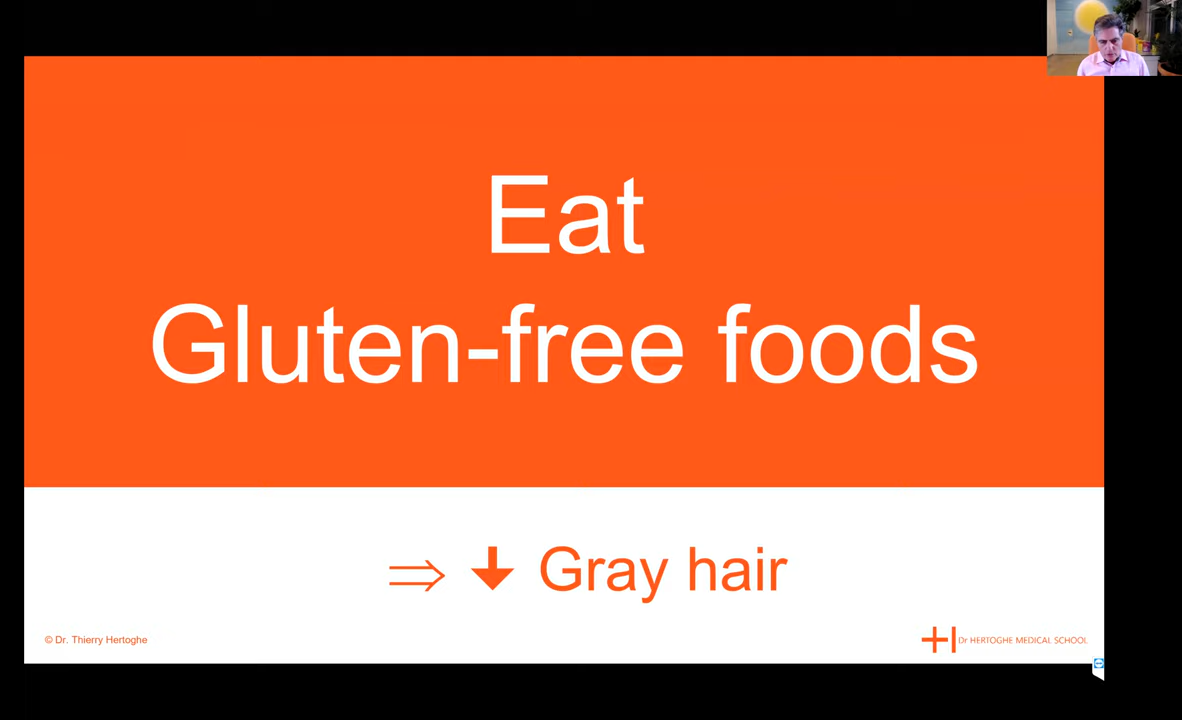 Eat
Gluten-free foods
⇒ ⬇ Gray hair
© Dr. Thierry Hertoghe
Dr HERTOGHE MEDICAL SCHOOL